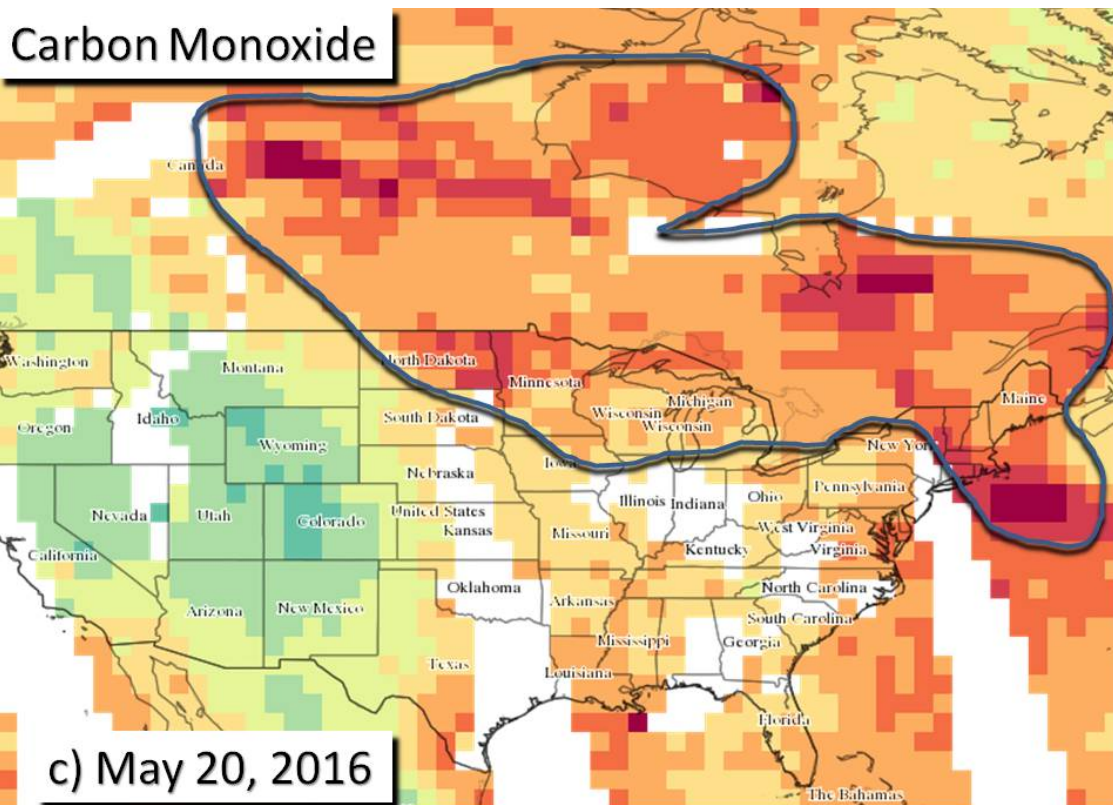 Carbon Monoxide
Canada
Washington
Montana
North Dakota
Minnesota
Maine
Oregon
Idaho
South Dakota
Wisconsin
Michigan
Wisconsin
Wyoming
New York
Nebraska
Iowa
Nevada
Utah
Colorado
United States
Kansas
Illinois
Indiana
Ohio
Pennsylvania
California
Missouri
West Virginia
Kentucky
Virginia
Oklahoma
North Carolina
Arizona
New Mexico
Arkansas
South Carolina
Mississippi
Georgia
Texas
Louisiana
Florida
c) May 20, 2016
The Bahamas